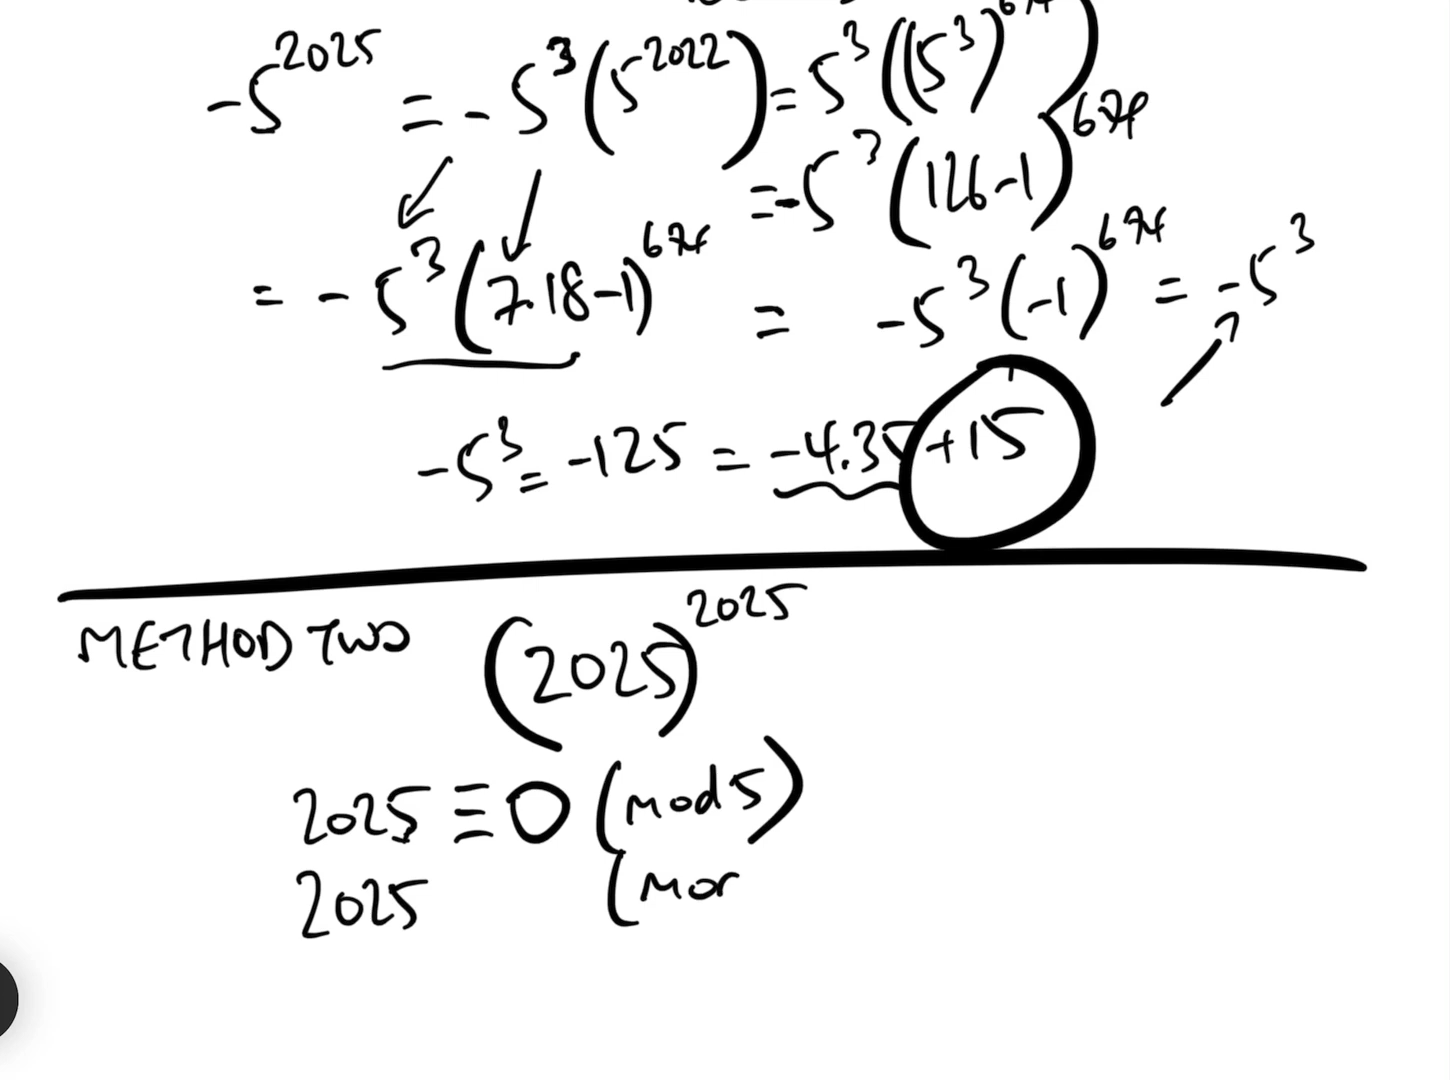 -5^2025 = -5^3(5^2022) = 5^3((5^3)^674)
= -5^3(126-1)^674
= -5^3(7.18-1)^674 = -5^3(-1)^674 = -5^3
-5^3 = -125 = -4.35+15
METHOD TWO (2025)^2025
2025 ≡ 0 (mod 5)
2025 (mor